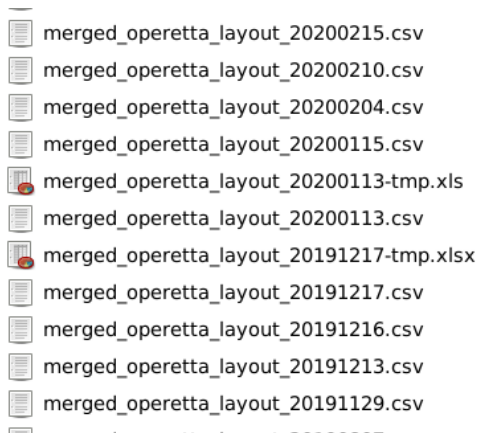 merged_operetta_layout_20200215.csv
merged_operetta_layout_20200210.csv
merged_operetta_layout_20200204.csv
merged_operetta_layout_20200115.csv
merged_operetta_layout_20200113-tmp.xls
merged_operetta_layout_20200113.csv
merged_operetta_layout_20191217-tmp.xlsx
merged_operetta_layout_20191217.csv
merged_operetta_layout_20191216.csv
merged_operetta_layout_20191213.csv
merged_operetta_layout_20191129.csv